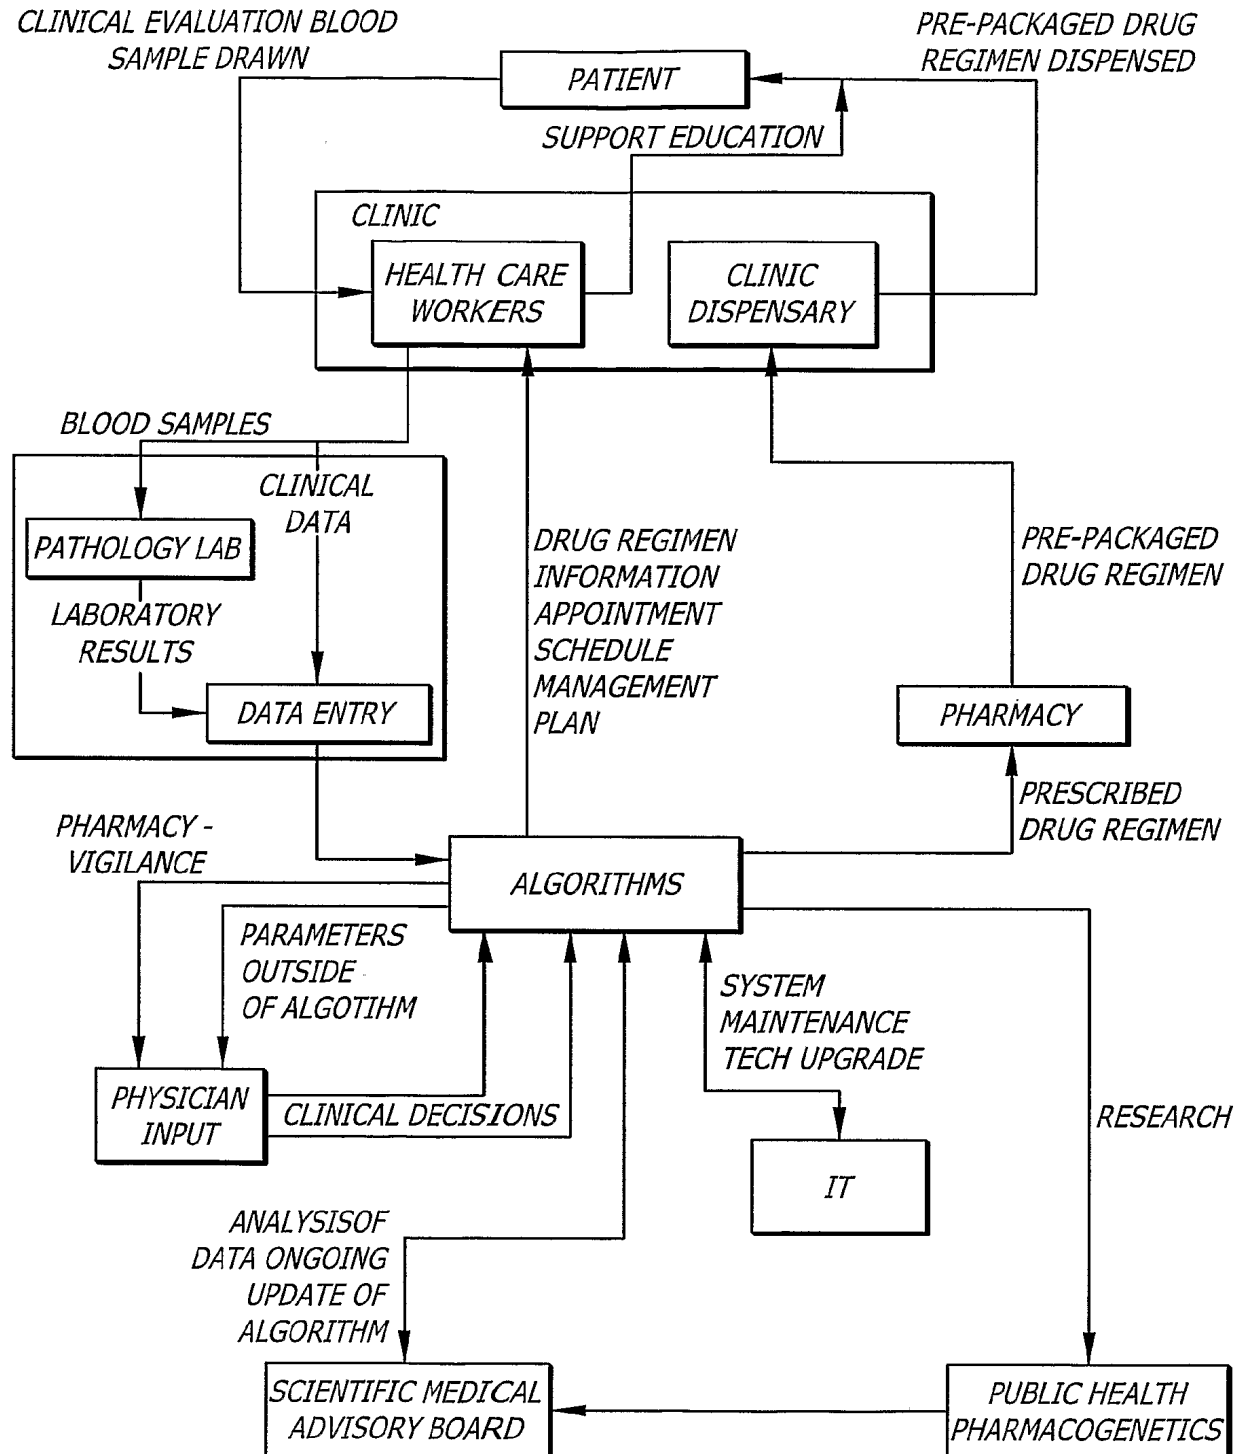 CLINICAL EVALUATION BLOOD
SAMPLE DRAWN
PRE-PACKAGED DRUG
REGIMEN DISPENSED
PATIENT
SUPPORT EDUCATION
CLINIC
HEALTH CARE
WORKERS
CLINIC
DISPENSARY
BLOOD SAMPLES
CLINICAL
DATA
PATHOLOGY LAB
LABORATORY
RESULTS
DATA ENTRY
DRUG REGIMEN
INFORMATION
APPOINTMENT
SCHEDULE
MANAGEMENT
PLAN
PRE-PACKAGED
DRUG REGIMEN
PHARMACY
PRESCRIBED
DRUG REGIMEN
PHARMACY -
VIGILANCE
ALGORITHMS
PARAMETERS
OUTSIDE
OF ALGOTIHM
SYSTEM
MAINTENANCE
TECH UPGRADE
PHYSICIAN
INPUT
CLINICAL DECISIONS
RESEARCH
IT
ANALYSISOF
DATA ONGOING
UPDATE OF
ALGORITHM
SCIENTIFIC MEDICAL
ADVISORY BOARD
PUBLIC HEALTH
PHARMACOGENETICS